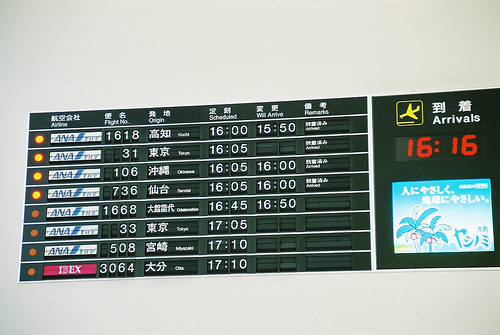 航空会社 便名 発地 定刻 変更 備考
Airline Flight No. Origin Scheduled Will Arrive Remarks
ANA 1618 高知 Kochi 16:00 15:50 到着済み Arrived
ANA 31 東京 Tokyo 16:05 到着済み Arrived
ANA 106 沖縄 Okinawa 16:05 16:00 到着済み Arrived
ANA 736 仙台 Sendai 16:05 16:00 到着済み Arrived
ANA 1668 大館能代 Odatenoshiro 16:45 16:50
ANA 33 東京 Tokyo 17:05
ANA 508 宮崎 Miyazaki 17:10
IBEX 3064 大分 Oita 17:10
到着
Arrivals
16:16
人にやさしく、
地球にやさしい。
ヤシノミ